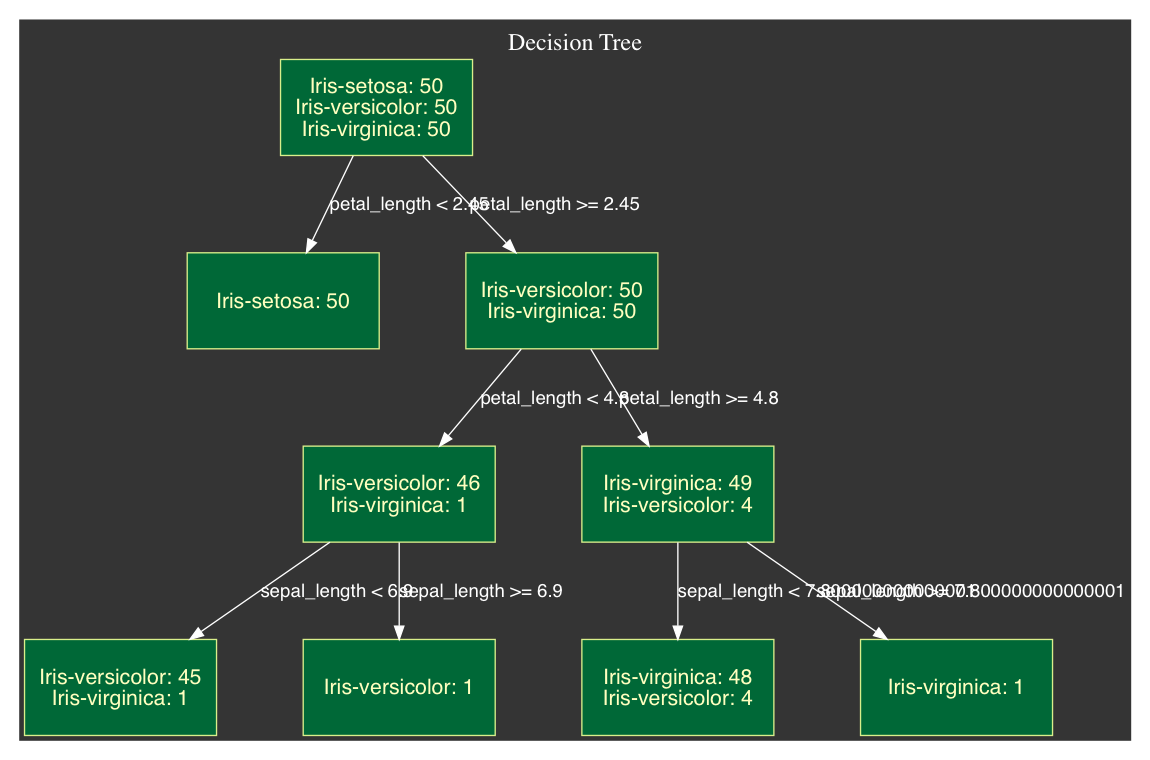 Decision Tree
Iris-setosa: 50
Iris-versicolor: 50
Iris-virginica: 50
petal_length < 2.45
petal_length >= 2.45
Iris-setosa: 50
Iris-versicolor: 50
Iris-virginica: 50
petal_length < 4.8
petal_length >= 4.8
Iris-versicolor: 46
Iris-virginica: 1
Iris-virginica: 49
Iris-versicolor: 4
sepal_length < 6.9
sepal_length >= 6.9
sepal_length < 7.800000000000001
sepal_length >= 7.800000000000001
Iris-versicolor: 45
Iris-virginica: 1
Iris-versicolor: 1
Iris-virginica: 48
Iris-versicolor: 4
Iris-virginica: 1